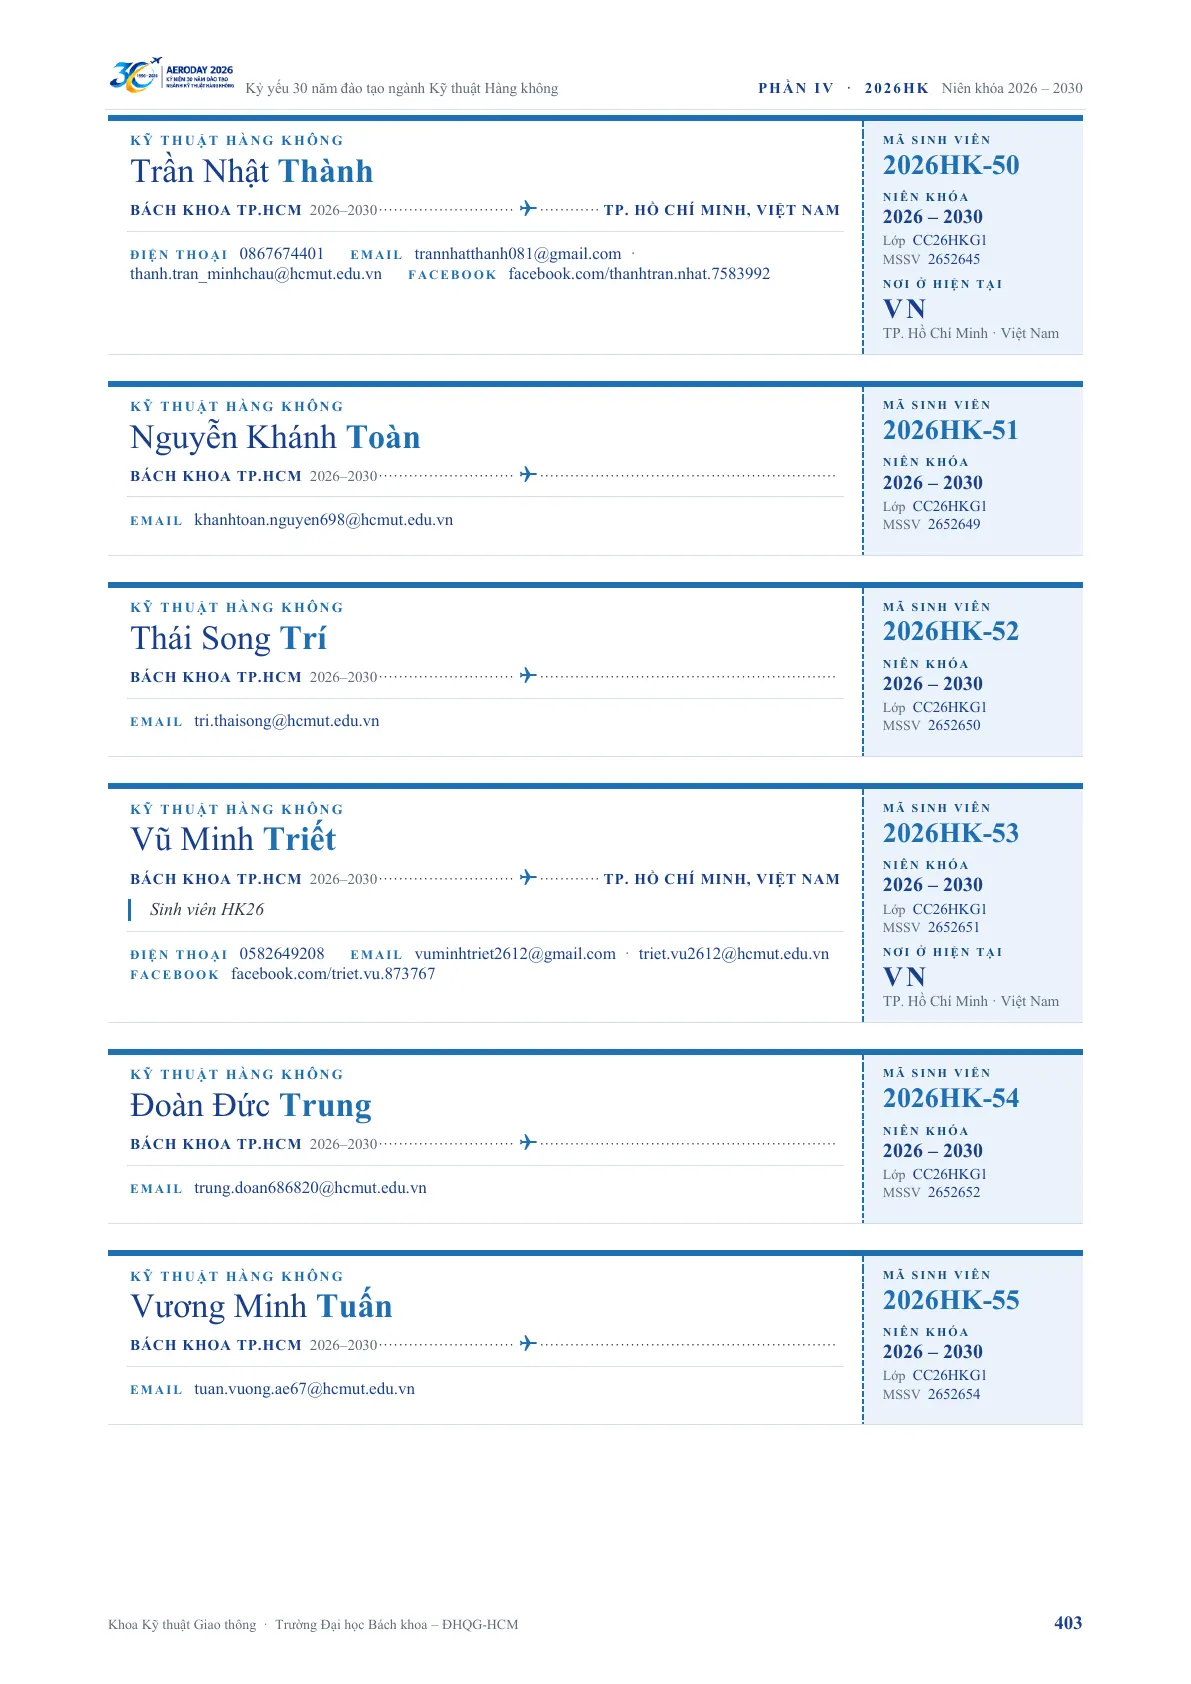 AERODAY 2026
KỶ NIỆM 30 NĂM ĐÀO TẠO
NGÀNH KỸ THUẬT HÀNG KHÔNG
Kỷ yếu 30 năm đào tạo ngành Kỹ thuật Hàng không
PHẦN IV · 2026HK Niên khóa 2026 – 2030
KỸ THUẬT HÀNG KHÔNG
Trần Nhật Thành
BÁCH KHOA TP.HCM 2026–2030 TP. HỒ CHÍ MINH, VIỆT NAM
ĐIỆN THOẠI 0867674401 EMAIL trannhatthanh081@gmail.com ·
thanh.tran_minhchau@hcmut.edu.vn FACEBOOK facebook.com/thanhtran.nhat.7583992
MÃ SINH VIÊN
2026HK-50
NIÊN KHÓA
2026 – 2030
Lớp CC26HKG1
MSSV 2652645
NƠI Ở HIỆN TẠI
VN
TP. Hồ Chí Minh · Việt Nam
KỸ THUẬT HÀNG KHÔNG
Nguyễn Khánh Toàn
BÁCH KHOA TP.HCM 2026–2030
EMAIL khanhtoan.nguyen698@hcmut.edu.vn
MÃ SINH VIÊN
2026HK-51
NIÊN KHÓA
2026 – 2030
Lớp CC26HKG1
MSSV 2652649
KỸ THUẬT HÀNG KHÔNG
Thái Song Trí
BÁCH KHOA TP.HCM 2026–2030
EMAIL tri.thaisong@hcmut.edu.vn
MÃ SINH VIÊN
2026HK-52
NIÊN KHÓA
2026 – 2030
Lớp CC26HKG1
MSSV 2652650
KỸ THUẬT HÀNG KHÔNG
Vũ Minh Triết
BÁCH KHOA TP.HCM 2026–2030 TP. HỒ CHÍ MINH, VIỆT NAM
Sinh viên HK26
ĐIỆN THOẠI 0582649208 EMAIL vuminhtriet2612@gmail.com · triet.vu2612@hcmut.edu.vn
FACEBOOK facebook.com/triet.vu.873767
MÃ SINH VIÊN
2026HK-53
NIÊN KHÓA
2026 – 2030
Lớp CC26HKG1
MSSV 2652651
NƠI Ở HIỆN TẠI
VN
TP. Hồ Chí Minh · Việt Nam
KỸ THUẬT HÀNG KHÔNG
Đoàn Đức Trung
BÁCH KHOA TP.HCM 2026–2030
EMAIL trung.doan686820@hcmut.edu.vn
MÃ SINH VIÊN
2026HK-54
NIÊN KHÓA
2026 – 2030
Lớp CC26HKG1
MSSV 2652652
KỸ THUẬT HÀNG KHÔNG
Vương Minh Tuấn
BÁCH KHOA TP.HCM 2026–2030
EMAIL tuan.vuong.ae67@hcmut.edu.vn
MÃ SINH VIÊN
2026HK-55
NIÊN KHÓA
2026 – 2030
Lớp CC26HKG1
MSSV 2652654
Khoa Kỹ thuật Giao thông · Trường Đại học Bách khoa – ĐHQG-HCM
403